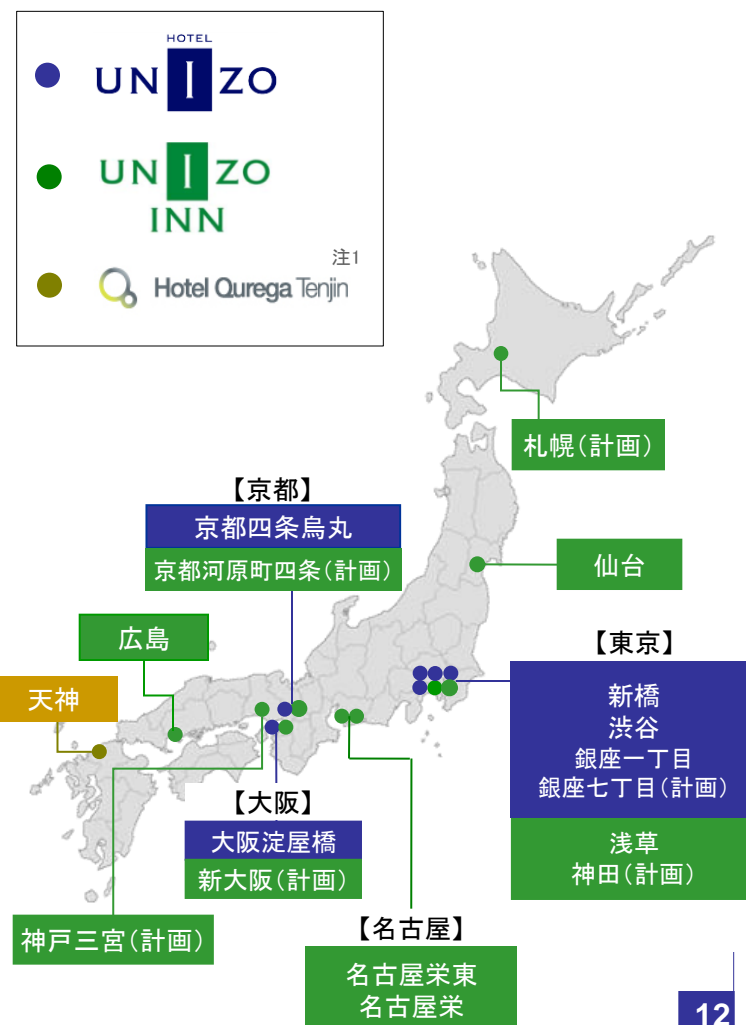 HOTEL
UNIZO
UNIZO
INN
注1
Hotel Qurega Tenjin
札幌(計画)
【京都】
京都四条烏丸
京都河原町四条(計画)
仙台
広島
【東京】
新橋
渋谷
銀座一丁目
銀座七丁目(計画)
浅草
神田(計画)
天神
【大阪】
大阪淀屋橋
新大阪(計画)
神戸三宮(計画)
【名古屋】
名古屋栄東
名古屋栄
12